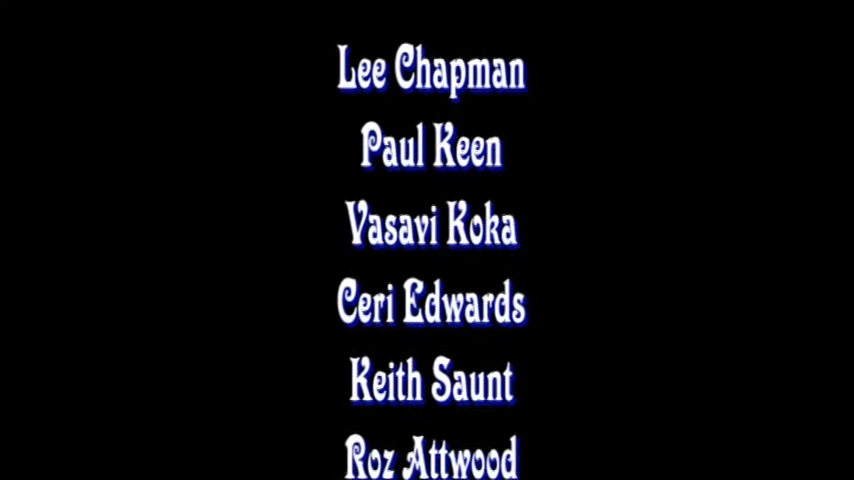 Lee Chapman
Paul Keen
Vasavi Koka
Ceri Edwards
Keith Saunt
Roz Attwood